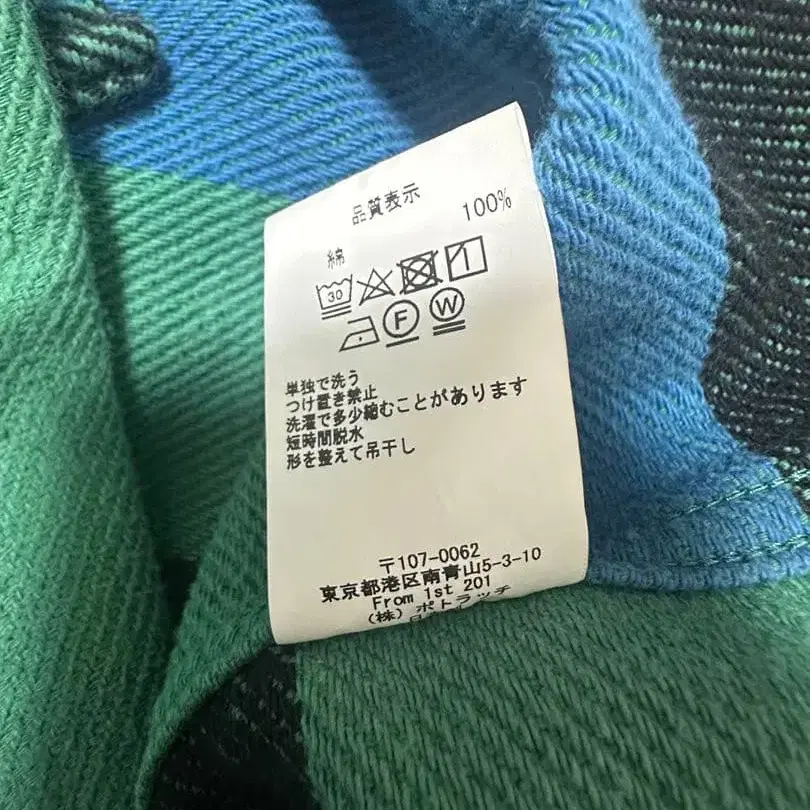 品質表示
綿 100%
30
F W
単独で洗う
つけ置き禁止
洗濯で多少縮むことがあります
短時間脱水
形を整えて吊干し
〒107-0062
東京都港区南青山5-3-10
From 1st 201
(株) ポトラッチ